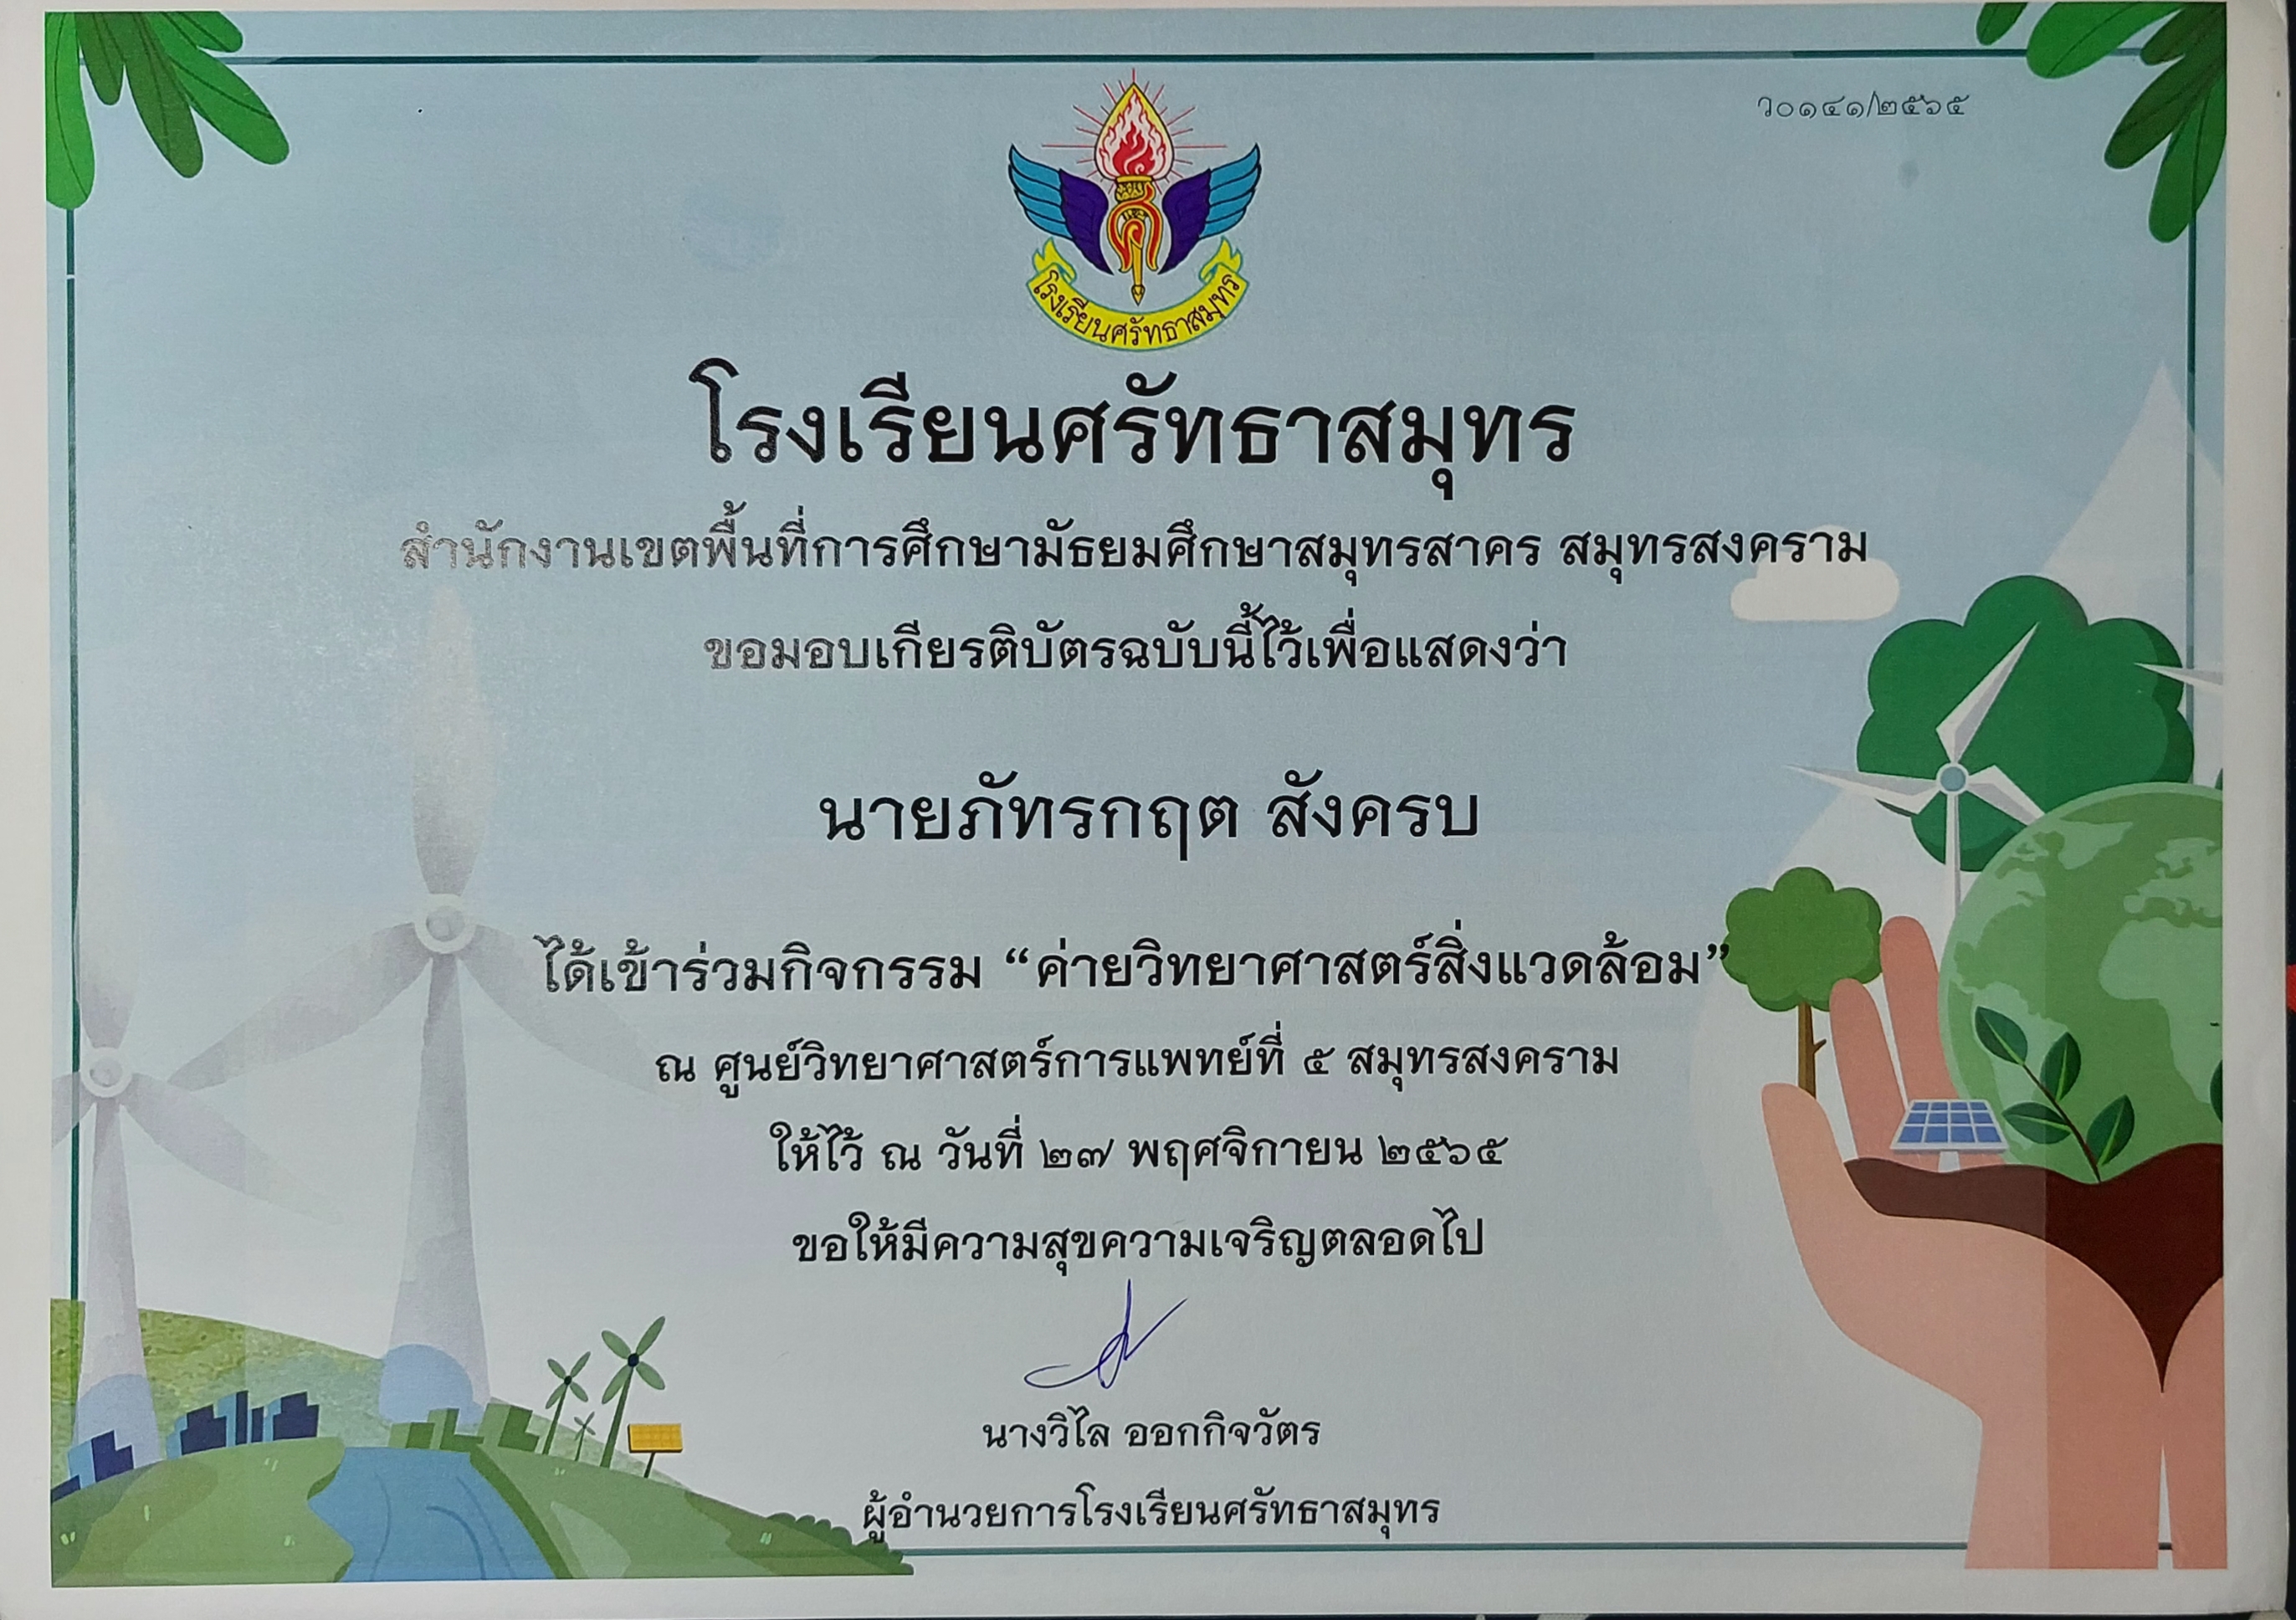 ว๐๑๔๑/๒๕๖๕
โรงเรียนศรัทธาสมุทร
โรงเรียนศรัทธาสมุทร
สำนักงานเขตพื้นที่การศึกษามัธยมศึกษาสมุทรสาคร สมุทรสงคราม
ขอมอบเกียรติบัตรฉบับนี้ไว้เพื่อแสดงว่า
นายภัทรกฤต สังครบ
ได้เข้าร่วมกิจกรรม “ค่ายวิทยาศาสตร์สิ่งแวดล้อม”
ณ ศูนย์วิทยาศาสตร์การแพทย์ที่ ๕ สมุทรสงคราม
ให้ไว้ ณ วันที่ ๒๗ พฤศจิกายน ๒๕๖๕
ขอให้มีความสุขความเจริญตลอดไป
นางวิไล ออกกิจวัตร
ผู้อำนวยการโรงเรียนศรัทธาสมุทร